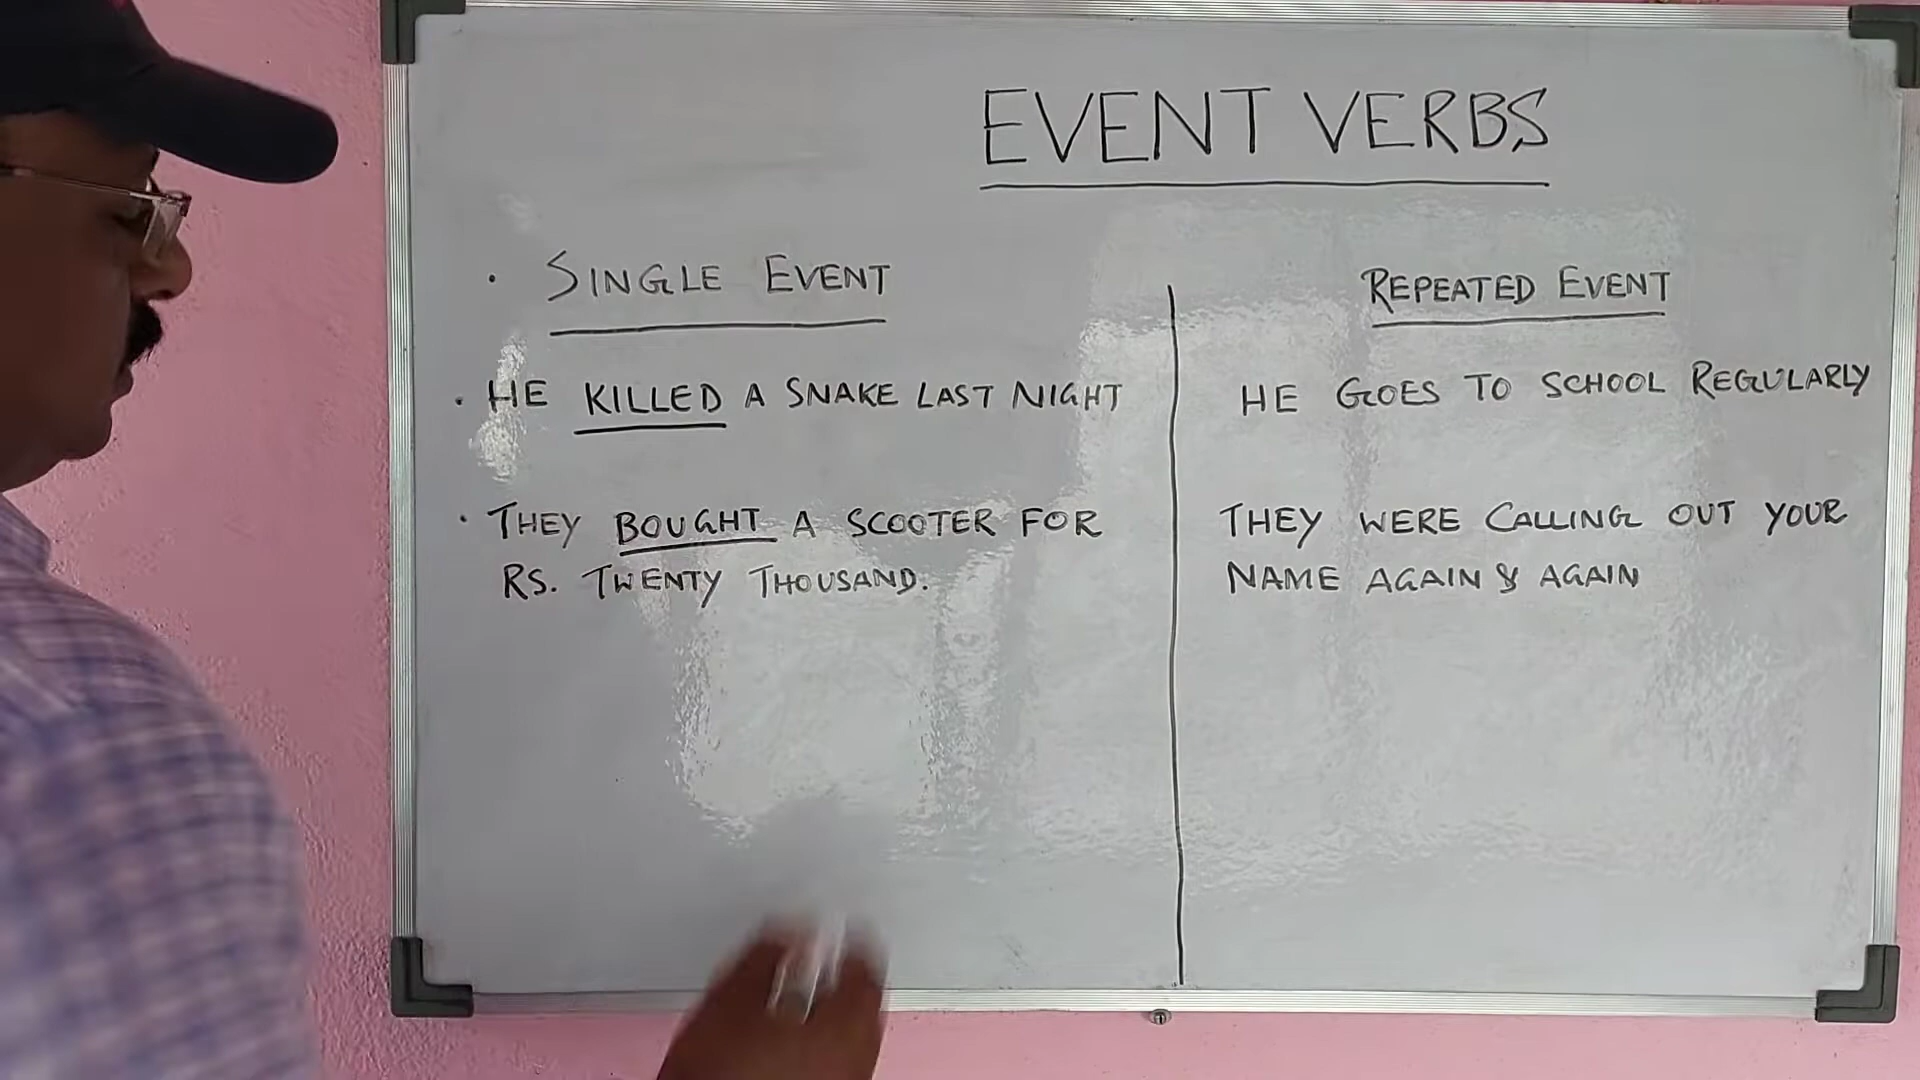 EVENT VERBS
· SINGLE EVENT
· HE KILLED A SNAKE LAST NIGHT
· THEY BOUGHT A SCOOTER FOR
RS. TWENTY THOUSAND.
REPEATED EVENT
HE GOES TO SCHOOL REGULARLY
THEY WERE CALLING OUT YOUR
NAME AGAIN & AGAIN